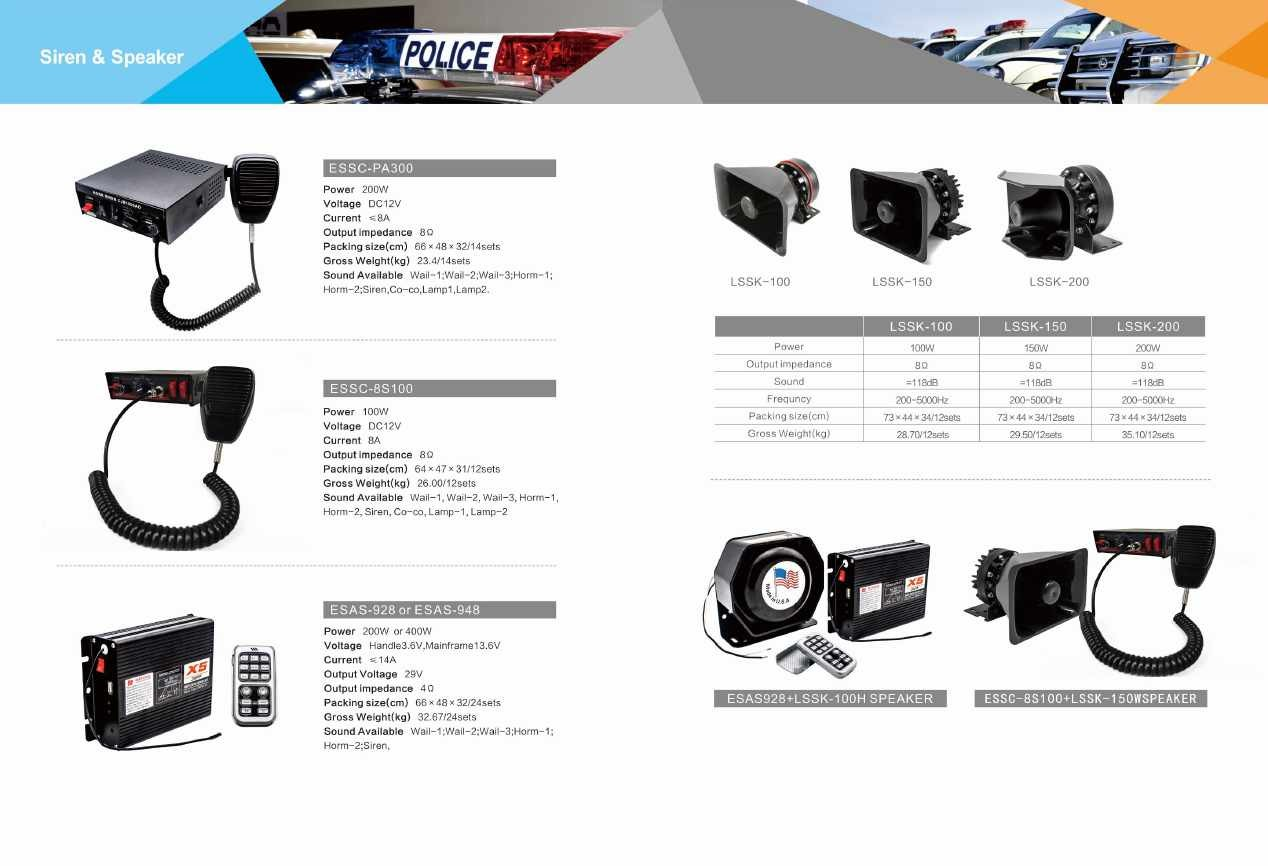 Siren & Speaker
POLICE
ESSC-PA300
Power 200W
Voltage DC12V
Current ≤8A
Output impedance 8Ω
Packing size(cm) 66×48×32/14sets
Gross Weight(kg) 23.4/14sets
Sound Available Wail-1;Wail-2;Wail-3;Horm-1;
Horm-2;Siren,Co-co,Lamp1,Lamp2.
ESSC-8S100
Power 100W
Voltage DC12V
Current 8A
Output impedance 8Ω
Packing size(cm) 64×47×31/12sets
Gross Weight(kg) 26.00/12sets
Sound Available Wail-1, Wail-2, Wail-3, Horm-1,
Horm-2, Siren, Co-co, Lamp-1, Lamp-2
X5
ESAS-928 or ESAS-948
Power 200W or 400W
Voltage Handle3.6V,Mainframe13.6V
Current ≤14A
Output Voltage 29V
Output impedance 4Ω
Packing size(cm) 66×48×32/24sets
Gross Weight(kg) 32.67/24sets
Sound Available Wail-1;Wail-2;Wail-3;Horm-1;
Horm-2;Siren,
LSSK-100 LSSK-150 LSSK-200
LSSK-100 LSSK-150 LSSK-200
Power 100W 150W 200W
Output impedance 8Ω 8Ω 8Ω
Sound =118dB =118dB =118dB
Frequncy 200-5000Hz 200-5000Hz 200-5000Hz
Packing size(cm) 73×44×34/12sets 73×44×34/12sets 73×44×34/12sets
Gross Weight(kg) 28.70/12sets 29.50/12sets 35.10/12sets
Made in U.S.A
X5
ESAS928+LSSK-100H SPEAKER
ESSC-8S100+LSSK-150WSPEAKER